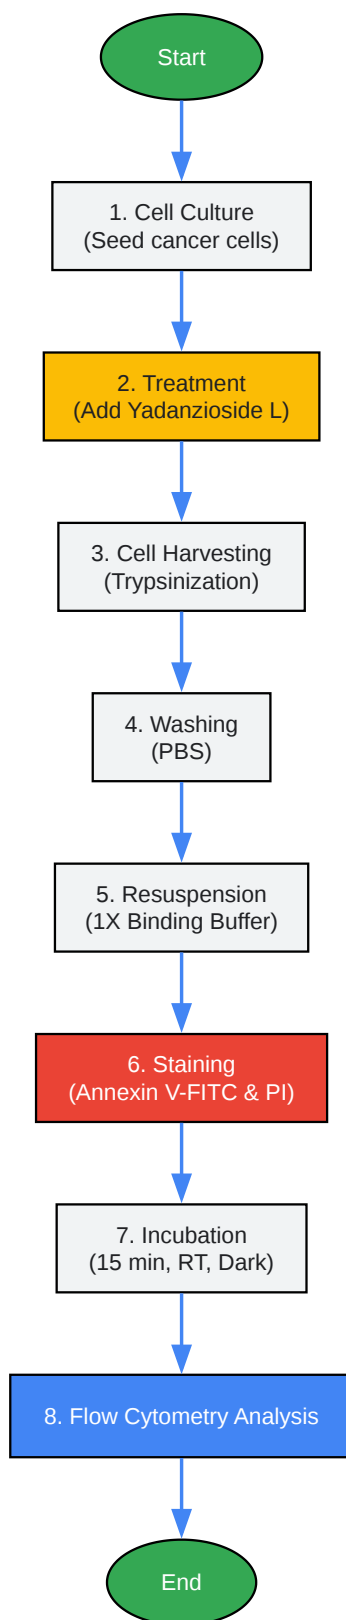 Start
1. Cell Culture
(Seed cancer cells)
2. Treatment
(Add Yadanzioside L)
3. Cell Harvesting
(Trypsinization)
4. Washing
(PBS)
5. Resuspension
(1X Binding Buffer)
6. Staining
(Annexin V-FITC & PI)
7. Incubation
(15 min, RT, Dark)
8. Flow Cytometry Analysis
End